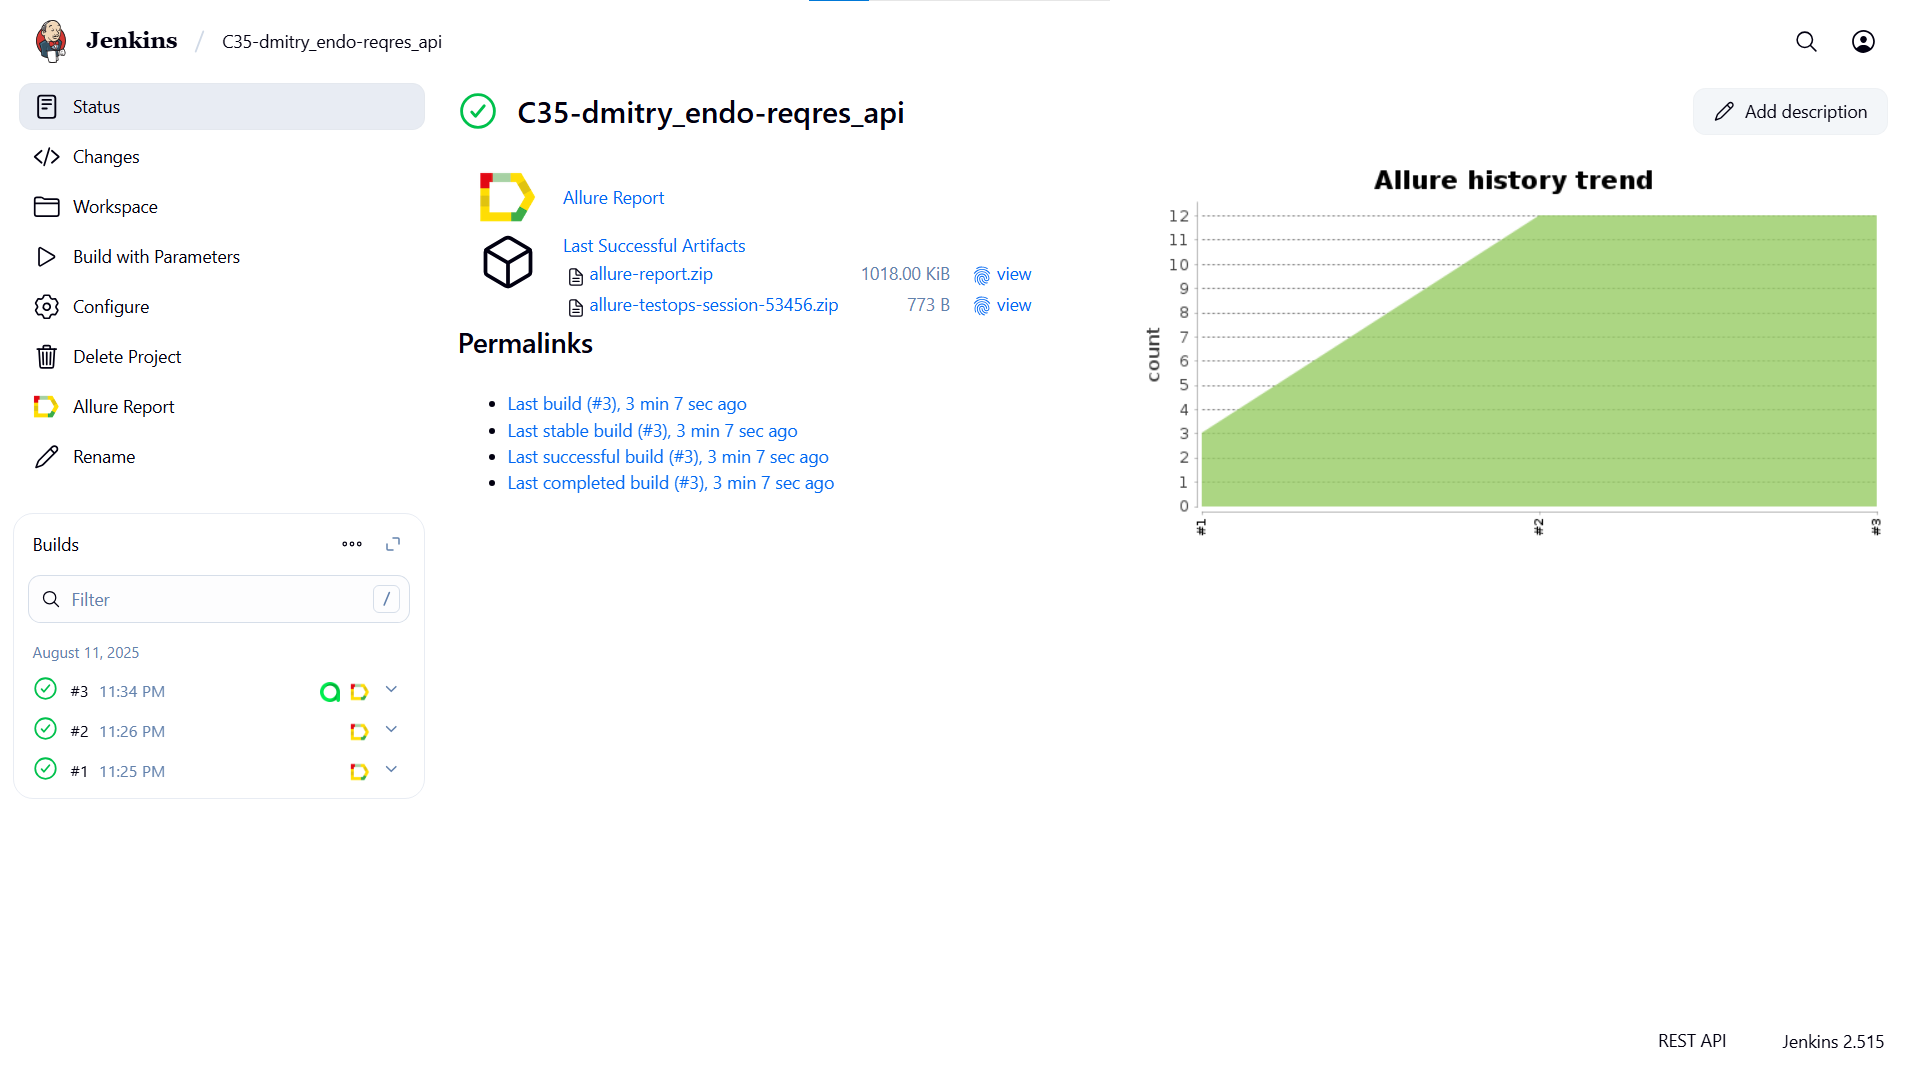 Jenkins / C35-dmitry_endo-reqres_api
Status
Changes
Workspace
Build with Parameters
Configure
Delete Project
Allure Report
Rename
Builds
Filter /
August 11, 2025
#3 11:34 PM
#2 11:26 PM
#1 11:25 PM
C35-dmitry_endo-reqres_api
Add description
Allure Report
Last Successful Artifacts
allure-report.zip 1018.00 KiB view
allure-testops-session-53456.zip 773 B view
Permalinks
Last build (#3), 3 min 7 sec ago
Last stable build (#3), 3 min 7 sec ago
Last successful build (#3), 3 min 7 sec ago
Last completed build (#3), 3 min 7 sec ago
Allure history trend
count
12
11
10
9
8
7
6
5
4
3
2
1
0
#1 #2 #3
REST API Jenkins 2.515